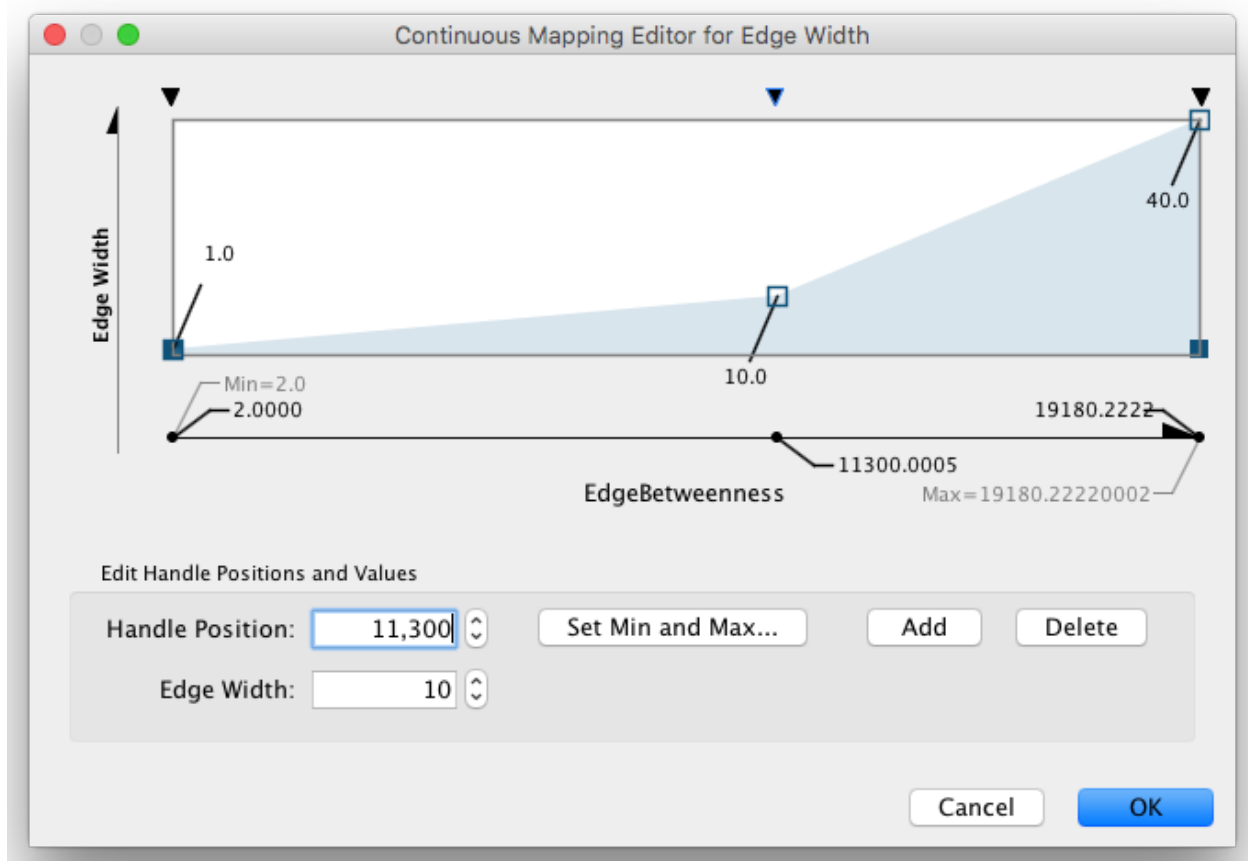 Continuous Mapping Editor for Edge Width
Edge Width
1.0
40.0
10.0
Min=2.0
2.0000
19180.2222
11300.0005
EdgeBetweenness
Max=19180.22220002
Edit Handle Positions and Values
Handle Position: 11,300 Set Min and Max... Add Delete
Edge Width: 10
Cancel OK